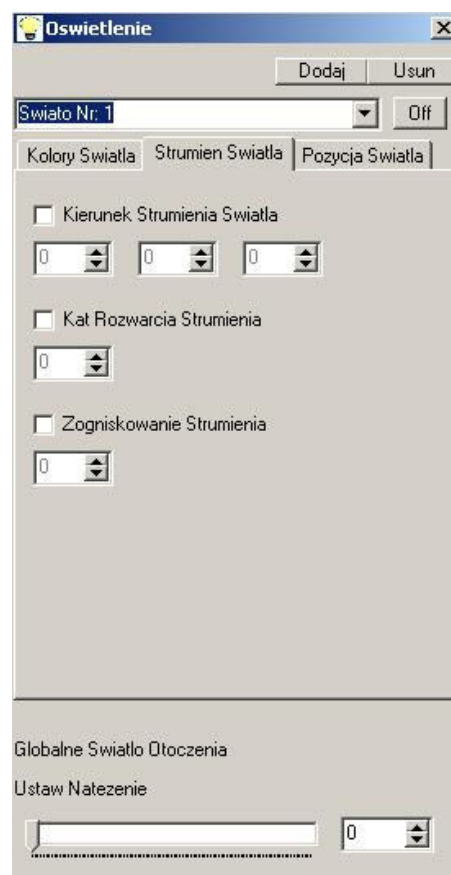 Oswietlenie
Dodaj Usun
Swiato Nr: 1 Off
Kolory Swiatla Strumien Swiatla Pozycja Swiatla
Kierunek Strumienia Swiatla
0 0 0
Kat Rozwarcia Strumienia
0
Zogniskowanie Strumienia
0
Globalne Swiatlo Otoczenia
Ustaw Natezenie
0